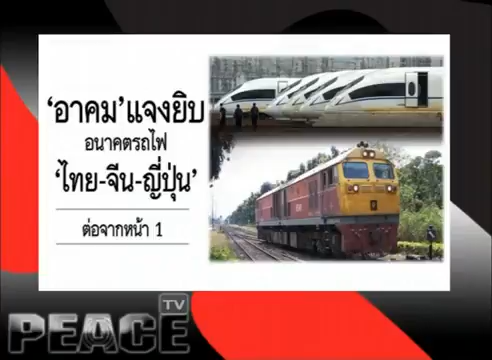 ‘อาคม’แจงยิบ
อนาคตรถไฟ
‘ไทย-จีน-ญี่ปุ่น’
ต่อจากหน้า 1
PEACE TV